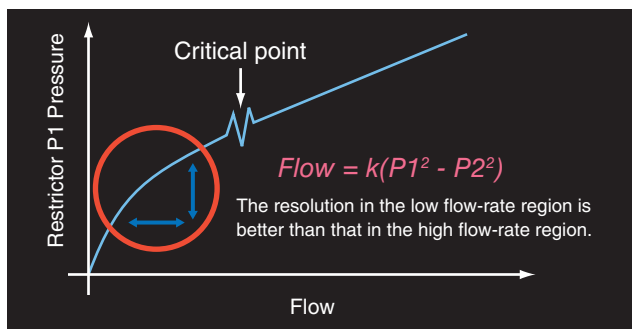 Critical point
Restrictor P1 Pressure
Flow = k(P1² - P2²)
The resolution in the low flow-rate region is
better than that in the high flow-rate region.
Flow